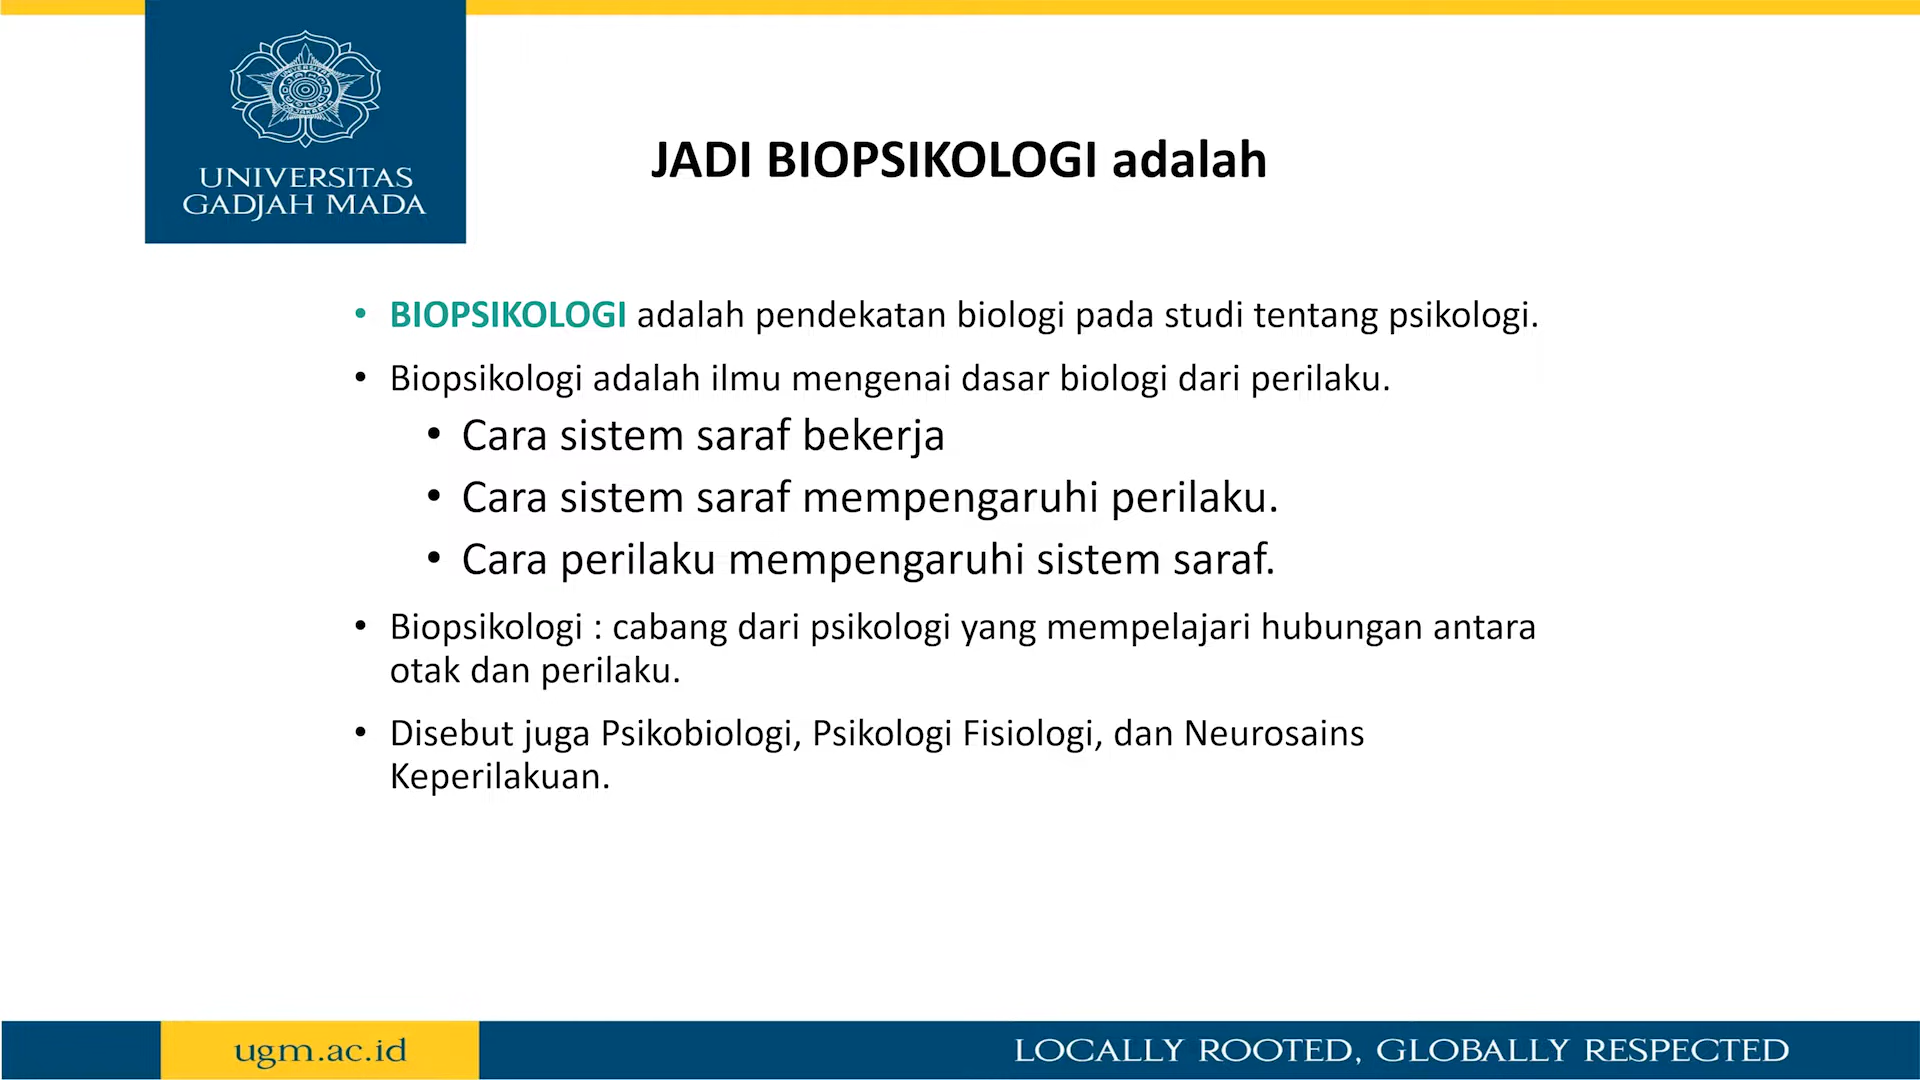 UNIVERSITAS
GADJAH MADA
JADI BIOPSIKOLOGI adalah
• BIOPSIKOLOGI adalah pendekatan biologi pada studi tentang psikologi.
• Biopsikologi adalah ilmu mengenai dasar biologi dari perilaku.
• Cara sistem saraf bekerja
• Cara sistem saraf mempengaruhi perilaku.
• Cara perilaku mempengaruhi sistem saraf.
• Biopsikologi : cabang dari psikologi yang mempelajari hubungan antara
otak dan perilaku.
• Disebut juga Psikobiologi, Psikologi Fisiologi, dan Neurosains
Keperilakuan.
ugm.ac.id
LOCALLY ROOTED, GLOBALLY RESPECTED